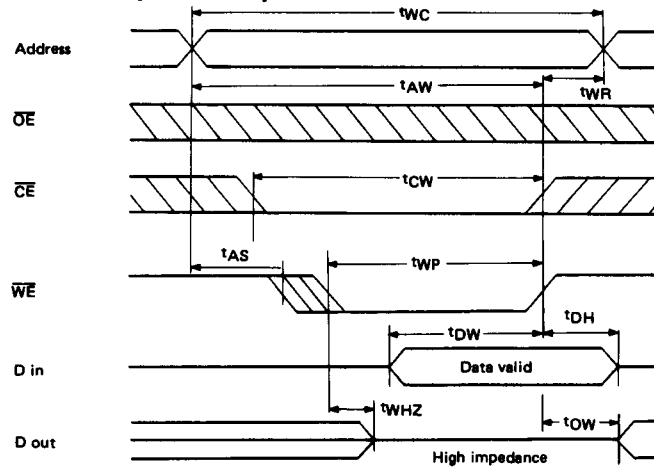 tWC
Address
tAW
tWR
OE
CE
tCW
tAS
tWP
WE
tDW
tDH
D in
Data valid
tWHZ
tOW
D out
High impedance